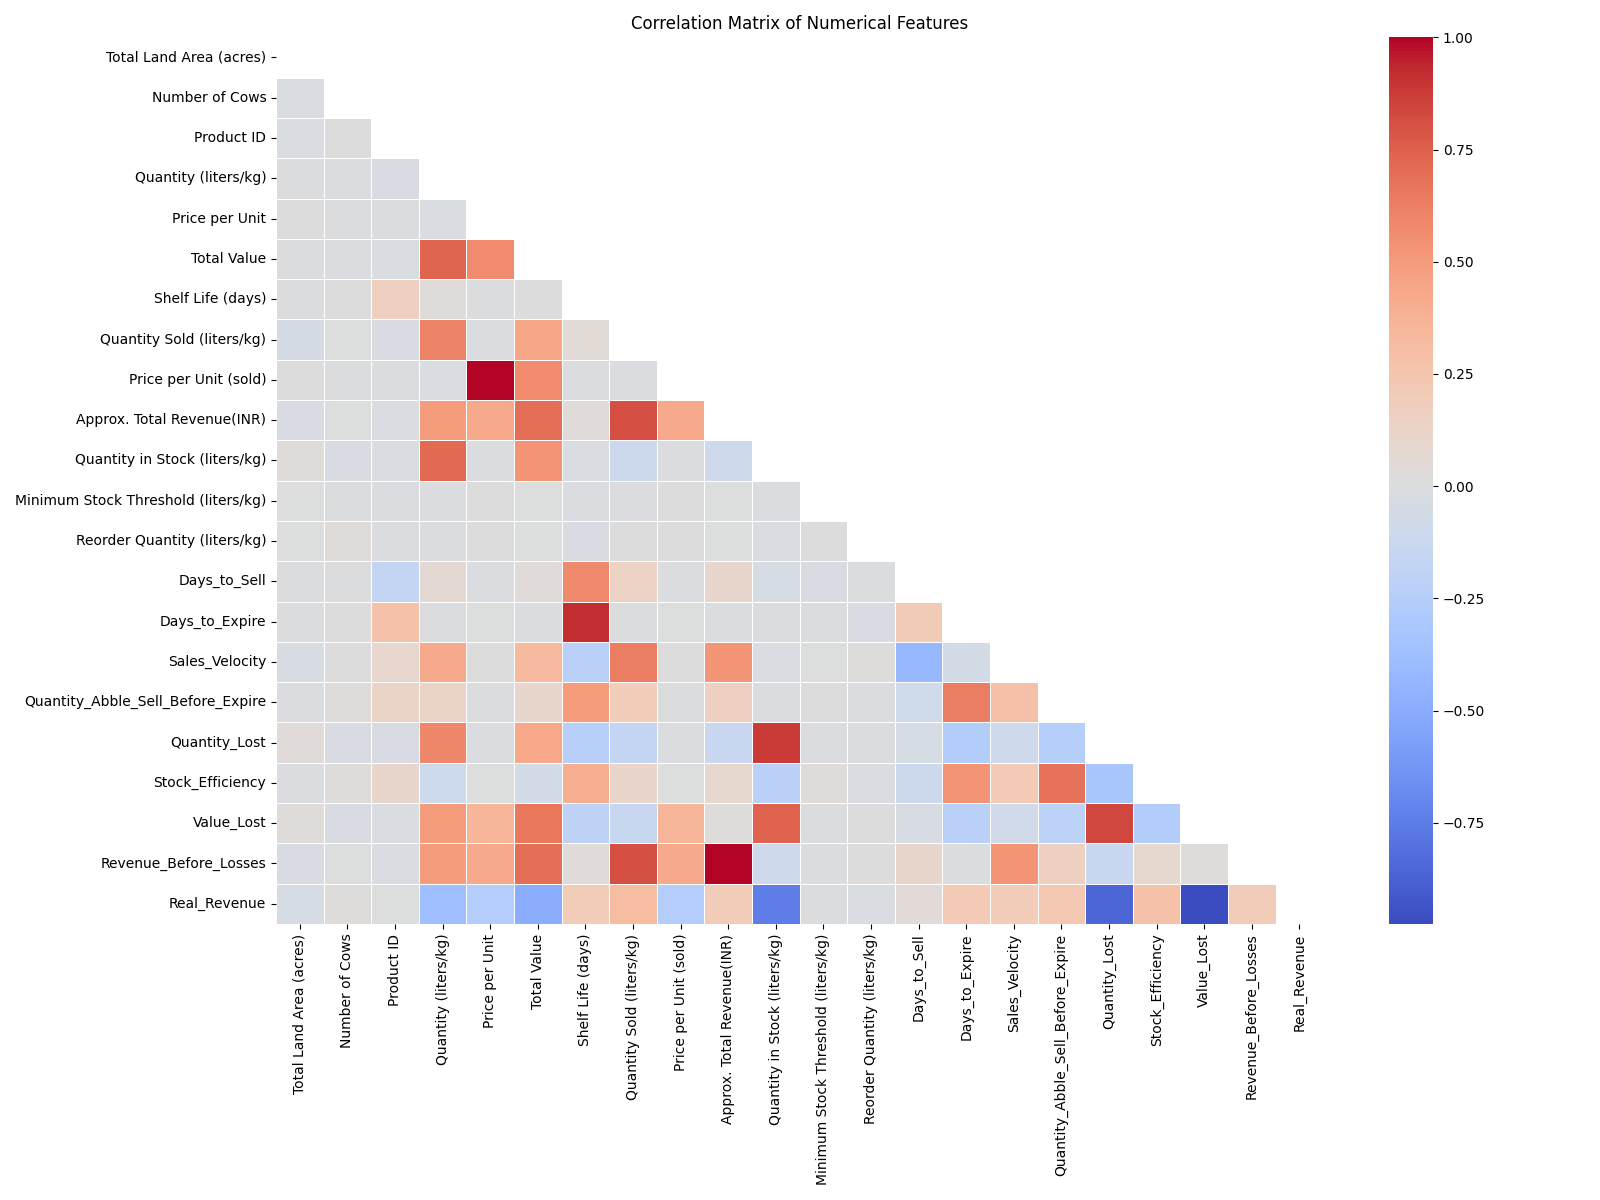 Correlation Matrix of Numerical Features
Total Land Area (acres)
Number of Cows
Product ID
Quantity (liters/kg)
Price per Unit
Total Value
Shelf Life (days)
Quantity Sold (liters/kg)
Price per Unit (sold)
Approx. Total Revenue(INR)
Quantity in Stock (liters/kg)
Minimum Stock Threshold (liters/kg)
Reorder Quantity (liters/kg)
Days_to_Sell
Days_to_Expire
Sales_Velocity
Quantity_Abble_Sell_Before_Expire
Quantity_Lost
Stock_Efficiency
Value_Lost
Revenue_Before_Losses
Real_Revenue
Total Land Area (acres)
Number of Cows
Product ID
Quantity (liters/kg)
Price per Unit
Total Value
Shelf Life (days)
Quantity Sold (liters/kg)
Price per Unit (sold)
Approx. Total Revenue(INR)
Quantity in Stock (liters/kg)
Minimum Stock Threshold (liters/kg)
Reorder Quantity (liters/kg)
Days_to_Sell
Days_to_Expire
Sales_Velocity
Quantity_Abble_Sell_Before_Expire
Quantity_Lost
Stock_Efficiency
Value_Lost
Revenue_Before_Losses
Real_Revenue
1.00
0.75
0.50
0.25
0.00
−0.25
−0.50
−0.75